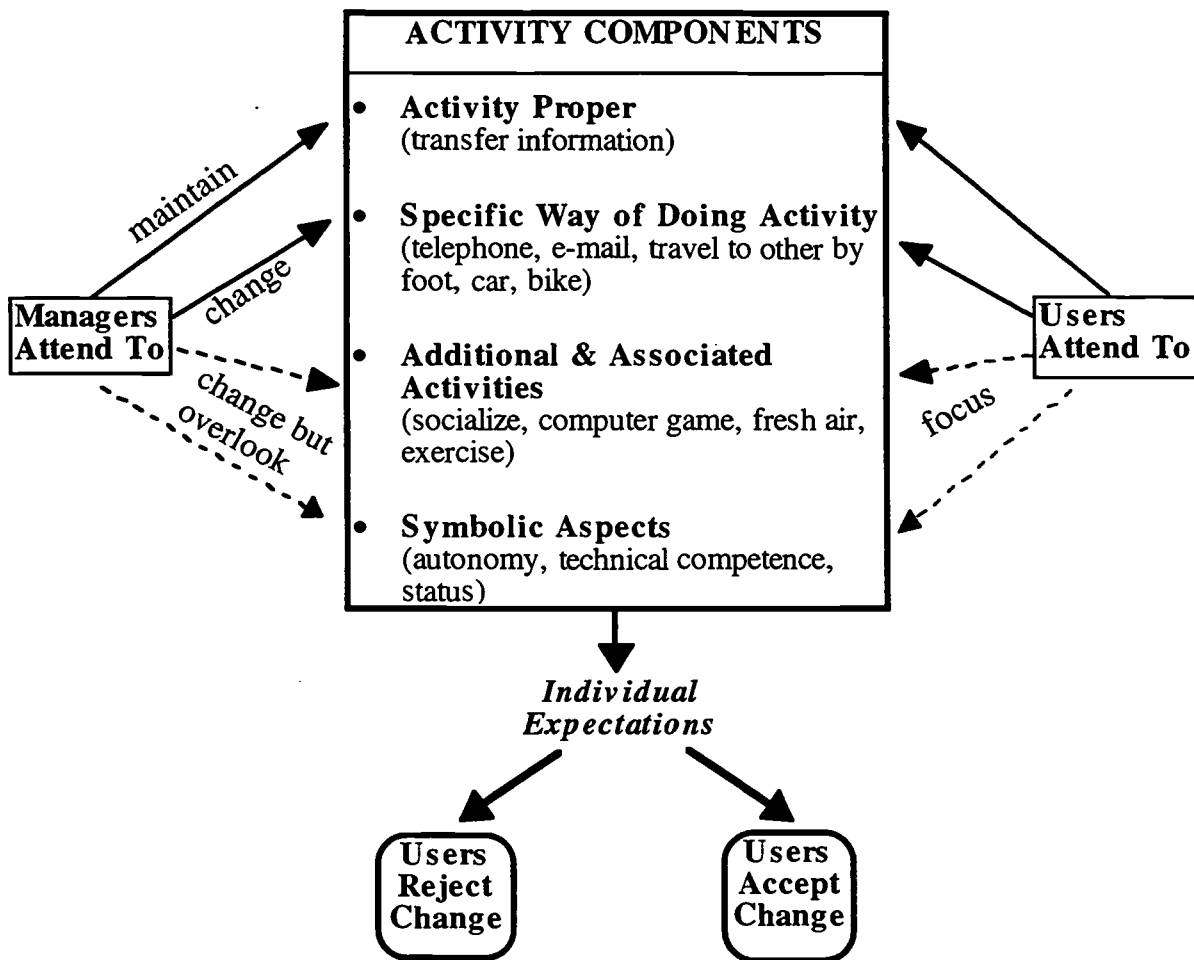 ACTIVITY COMPONENTS
• Activity Proper
(transfer information)
• Specific Way of Doing Activity
(telephone, e-mail, travel to other by
foot, car, bike)
• Additional & Associated
Activities
(socialize, computer game, fresh air,
exercise)
• Symbolic Aspects
(autonomy, technical competence,
status)
maintain
change
Managers
Attend To
change but
overlook
Users
Attend To
focus
Individual
Expectations
Users
Reject
Change
Users
Accept
Change